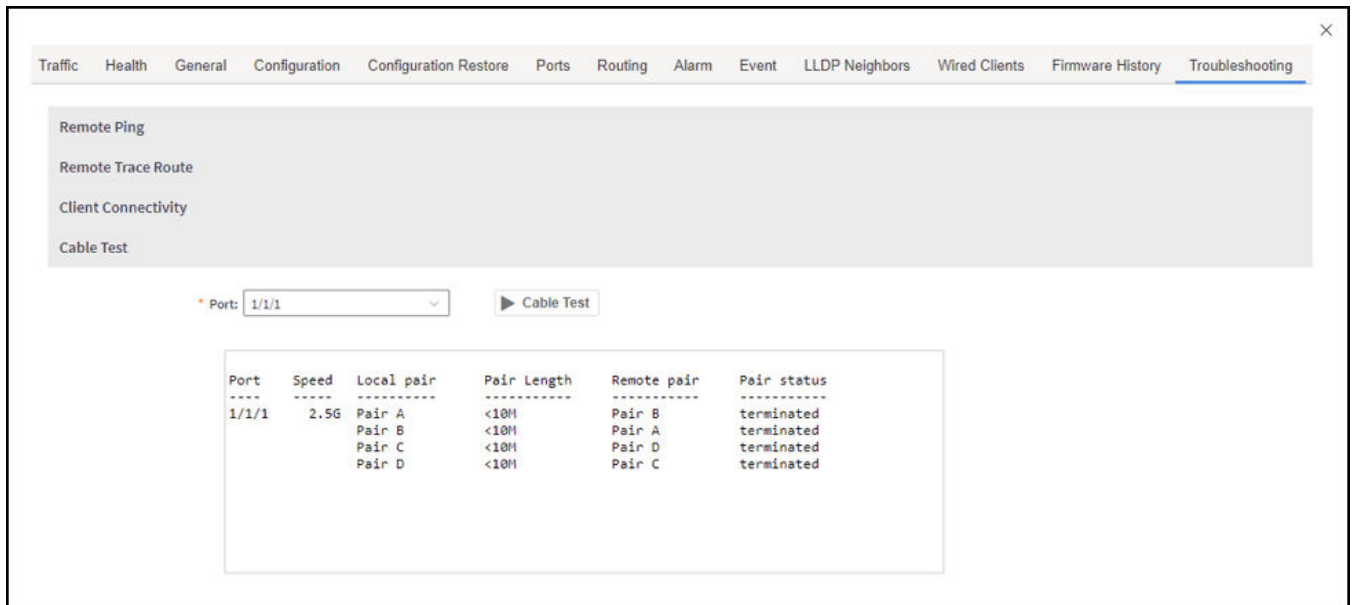 Traffic Health General Configuration Configuration Restore Ports Routing Alarm Event LLDP Neighbors Wired Clients Firmware History Troubleshooting
Remote Ping
Remote Trace Route
Client Connectivity
Cable Test
* Port: 1/1/1 Cable Test
Port Speed Local pair Pair Length Remote pair Pair status
---- ----- ---------- ----------- ----------- -----------
1/1/1 2.5G Pair A <10M Pair B terminated
Pair B <10M Pair A terminated
Pair C <10M Pair D terminated
Pair D <10M Pair C terminated